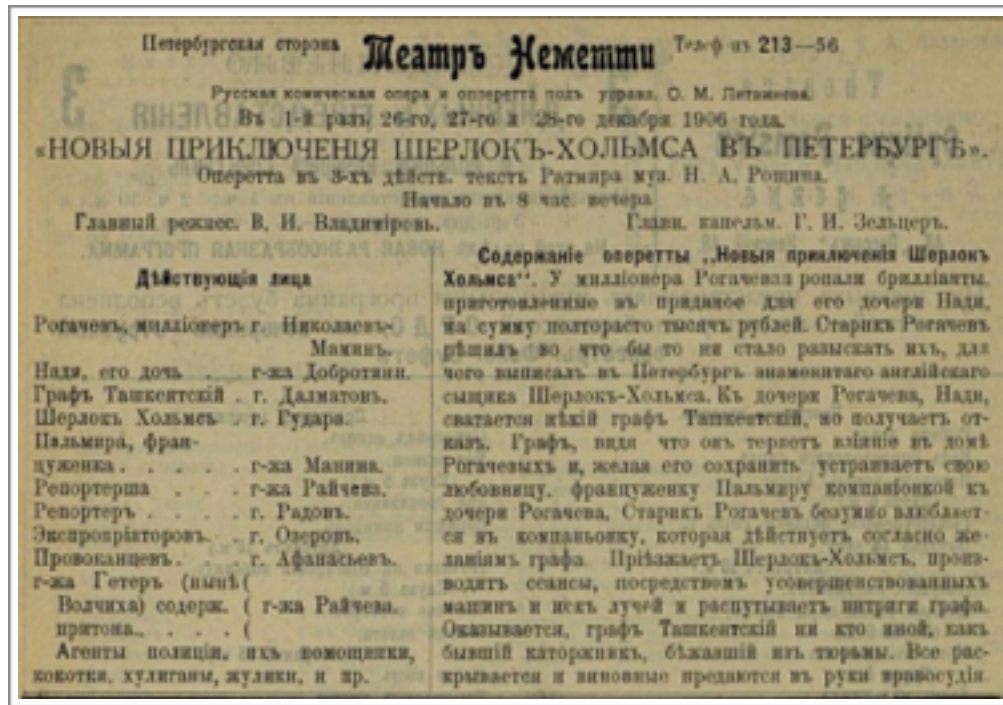 Петербургская сторона Театръ Неметти Телеф. 213—56
Русская комическая опера и оперетта подъ управ. О. М. Литвинова.
Въ 1-й разъ 26-го, 27-го и 28-го декабря 1906 года.
«НОВЫЯ ПРИКЛЮЧЕНІЯ ШЕРЛОКЪ-ХОЛЬМСА ВЪ ПЕТЕРБУРГѢ».
Оперетта въ 3-хъ дѣйств. текстъ Ратмира муз. Н. А. Рощина.
Начало въ 8 час. вечера
Главный режисс. В. И. Владиміровъ. Главн. капельм. Г. И. Зельцеръ.
Дѣйствующія лица
Рогачевъ, милліонеръ г. Николаевъ-
Маминъ.
Надя, его дочь г-жа Добротини.
Графъ Ташкентскій . г. Далматовъ.
Шерлокъ Хольмсъ . г. Гудара.
Пальмира, фран-
цуженка . . . . г-жа Манина.
Репортерша . . . г-жа Райчева.
Репортеръ . . . г. Радовъ.
Экспропріаторовъ . г. Озеровъ.
Провоканцевъ . . г. Афанасьевъ.
г-жа Гетеръ (нынѣ (
Волчиха) содерж. ( г-жа Райчева.
притона.. . . . (
Агенты полиціи, ихъ помощники,
кокотки, хулиганы, жулики, и пр.
Содержаніе оперетты „Новыя приключенія Шерлокъ
Хольмса“. У милліонера Рогачева пропали брилліанты,
приготовленные въ приданое для его дочери Нади,
на сумму полтораста тысячъ рублей. Старикъ Рогачевъ
рѣшилъ во что бы то ни стало разыскать ихъ, для
чего выписалъ въ Петербургъ знаменитаго англійскаго
сыщика Шерлокъ-Хольмса. Къ дочери Рогачева, Нади,
сватается нѣкій графъ Ташкентскій, но получаетъ от-
казъ. Графъ, видя что онъ теряетъ вліяніе въ домѣ
Рогачевыхъ и, желая его сохранить устраиваетъ свою
любовницу, француженку Пальмиру компаніонкой къ
дочери Рогачева, Старикъ Рогачевъ безумно влюбляет-
ся въ компаньонку, которая дѣйствуетъ согласно же-
ланіямъ графа. Пріѣзжаетъ Шерлокъ-Хольмсъ, произ-
водитъ сеансы, посредствомъ усовершенствованныхъ
машинъ и икс лучей и распутываетъ интриги графа.
Оказывается, графъ Ташкентскій ни кто иной, какъ
бывшій каторжникъ, бѣжавшій изъ тюрьмы. Все рас-
крывается и виновные предаются въ руки правосудія.